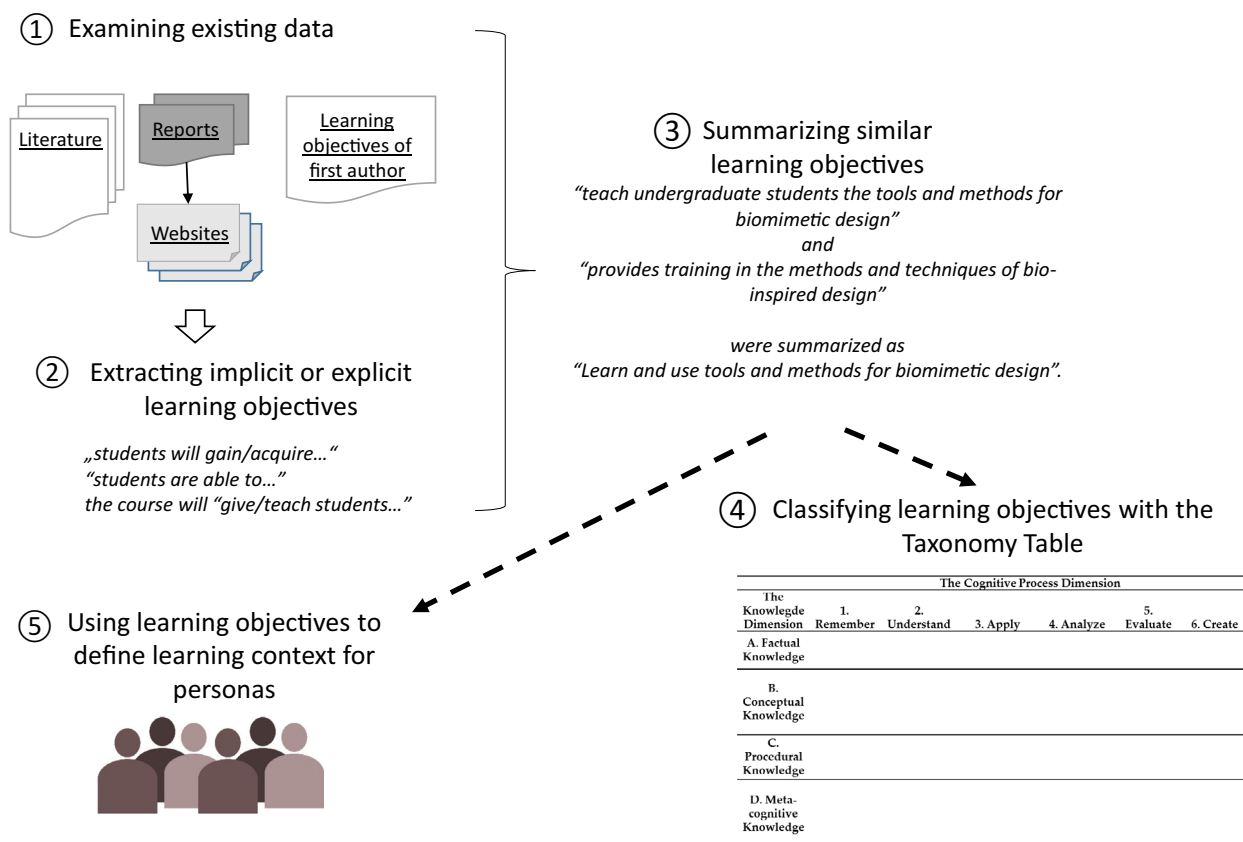 ① Examining existing data
Literature
Reports
Learning
objectives of
first author
Websites
② Extracting implicit or explicit
learning objectives
„students will gain/acquire...“
“students are able to...”
the course will “give/teach students...”
③ Summarizing similar
learning objectives
“teach undergraduate students the tools and methods for
biomimetic design”
and
“provides training in the methods and techniques of bio-
inspired design”
were summarized as
“Learn and use tools and methods for biomimetic design”.
④ Classifying learning objectives with the
Taxonomy Table
The Cognitive Process Dimension
The
Knowlegde
Dimension
1.
Remember
2.
Understand
3. Apply
4. Analyze
5.
Evaluate
6. Create
A. Factual
Knowledge
B.
Conceptual
Knowledge
C.
Procedural
Knowledge
D. Meta-
cognitive
Knowledge
⑤ Using learning objectives to
define learning context for
personas